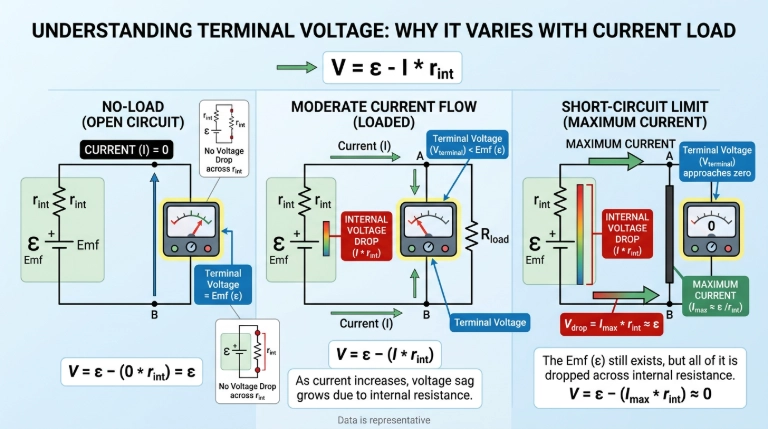 UNDERSTANDING TERMINAL VOLTAGE: WHY IT VARIES WITH CURRENT LOAD
V = ε - I * rint
NO-LOAD
(OPEN CIRCUIT)
CURRENT (I) = 0
rint
rint
ε
No Voltage
Drop
across rint
rint
rint
+
ε
Emf
Emf
A
B
Terminal
Voltage
= Emf (ε)
ε
+
rint
No Voltage Drop
across rint
V = ε − (0 * rint) = ε
MODERATE CURRENT FLOW
(LOADED)
Current (I)
A
Terminal Voltage
(Vterminal) < Emf (ε)
rint
+
ε
Emf
INTERNAL
VOLTAGE
DROP
(I * rint)
Rload
Current (I)
B
Terminal Voltage
V = ε − (I * rint)
As current increases, voltage sag
grows due to internal resistance.
SHORT-CIRCUIT LIMIT
(MAXIMUM CURRENT)
MAXIMUM CURRENT
A
Terminal Voltage
(Vterminal)
approaches zero
rint
+
ε
Emf
INTERNAL
VOLTAGE
DROP
(I * rint)
0
B
MAXIMUM
CURRENT
(Imax ≈ ε /rint)
Vdrop = Imax * rint ≈ ε
The Emf (ε) still exists, but all of it is
dropped across internal resistance.
V = ε − (Imax * rint) ≈ 0
Data is representative